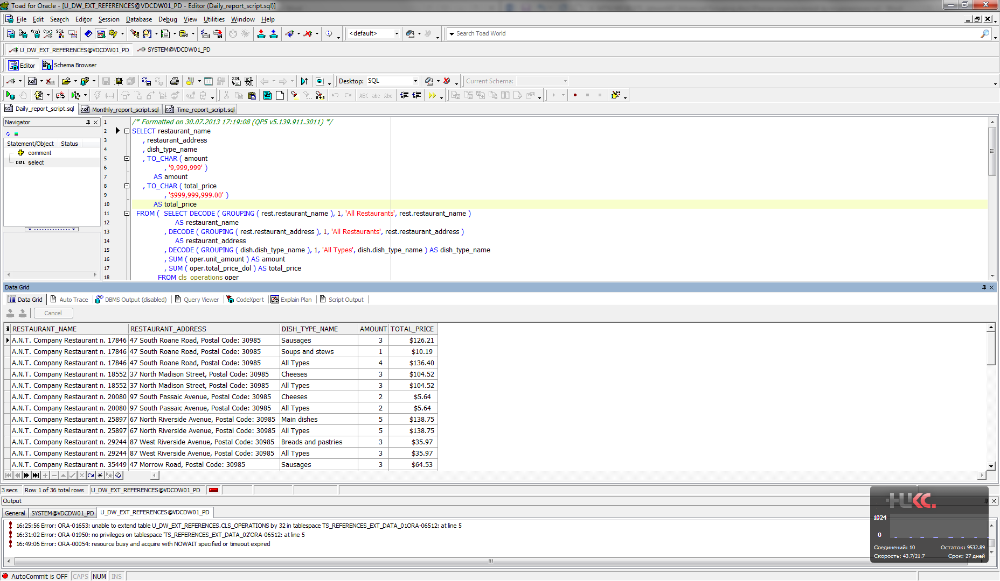 Toad for Oracle - [U_DW_EXT_REFERENCES@VDCDW01_PD - Editor (Daily_report_script.sql)]
File Edit Search Editor Session Database Debug View Utilities Window Help
<default> Search Toad World
U_DW_EXT_REFERENCES@VDCDW01_PD SYSTEM@VDCDW01_PD
Editor Schema Browser
Desktop: SQL Current Schema:
Daily_report_script.sql Monthly_report_script.sql Time_report_script.sql
Navigator
Statement/Object Status
comment
DML select
1 /* Formatted on 30.07.2013 17:19:08 (QP5 v5.139.911.3011) */
2 SELECT restaurant_name
3 , restaurant_address
4 , dish_type_name
5 , TO_CHAR ( amount
6 , '9,999,999' )
7 AS amount
8 , TO_CHAR ( total_price
9 , '$999,999,999.00' )
10 AS total_price
11 FROM ( SELECT DECODE ( GROUPING ( rest.restaurant_name ), 1, 'All Restaurants', rest.restaurant_name )
12 AS restaurant_name
13 , DECODE ( GROUPING ( rest.restaurant_address ), 1, 'All Restaurants', rest.restaurant_address )
14 AS restaurant_address
15 , DECODE ( GROUPING ( dish.dish_type_name ), 1, 'All Types', dish.dish_type_name ) AS dish_type_name
16 , SUM ( oper.unit_amount ) AS amount
17 , SUM ( oper.total_price_dol ) AS total_price
18 FROM cls_operations oper
Data Grid
Data Grid Auto Trace DBMS Output (disabled) Query Viewer CodeXpert Explain Plan Script Output
Cancel
RESTAURANT_NAME RESTAURANT_ADDRESS DISH_TYPE_NAME AMOUNT TOTAL_PRICE
A.N.T. Company Restaurant n. 17846 47 South Roane Road, Postal Code: 30985 Sausages 3 $126.21
A.N.T. Company Restaurant n. 17846 47 South Roane Road, Postal Code: 30985 Soups and stews 1 $10.19
A.N.T. Company Restaurant n. 17846 47 South Roane Road, Postal Code: 30985 All Types 4 $136.40
A.N.T. Company Restaurant n. 18552 37 North Madison Street, Postal Code: 30985 Cheeses 3 $104.52
A.N.T. Company Restaurant n. 18552 37 North Madison Street, Postal Code: 30985 All Types 3 $104.52
A.N.T. Company Restaurant n. 20080 97 South Passaic Avenue, Postal Code: 30985 Cheeses 2 $5.64
A.N.T. Company Restaurant n. 20080 97 South Passaic Avenue, Postal Code: 30985 All Types 2 $5.64
A.N.T. Company Restaurant n. 25897 67 North Riverside Avenue, Postal Code: 30985 Main dishes 5 $138.75
A.N.T. Company Restaurant n. 25897 67 North Riverside Avenue, Postal Code: 30985 All Types 5 $138.75
A.N.T. Company Restaurant n. 29244 87 West Riverside Avenue, Postal Code: 30985 Breads and pastries 3 $35.97
A.N.T. Company Restaurant n. 29244 87 West Riverside Avenue, Postal Code: 30985 All Types 3 $35.97
A.N.T. Company Restaurant n. 35449 47 Morrow Road, Postal Code: 30985 Sausages 3 $64.53
3 secs Row 1 of 36 total rows U_DW_EXT_REFERENCES@VDCDW01_PD
Output
General SYSTEM@VDCDW01_PD U_DW_EXT_REFERENCES@VDCDW01_PD
16:25:56 Error: ORA-01653: unable to extend table U_DW_EXT_REFERENCES.CLS_OPERATIONS by 32 in tablespace TS_REFERENCES_EXT_DATA_01ORA-06512: at line 5
16:31:02 Error: ORA-01950: no privileges on tablespace 'TS_REFERENCES_EXT_DATA_02'ORA-06512: at line 5
16:49:06 Error: ORA-00054: resource busy and acquire with NOWAIT specified or timeout expired
1024
0
Соединений: 10 Остаток: 9532.89
Скорость: 43.7/21.7 Срок: 27 дней
AutoCommit is OFF CAPS NUM INS